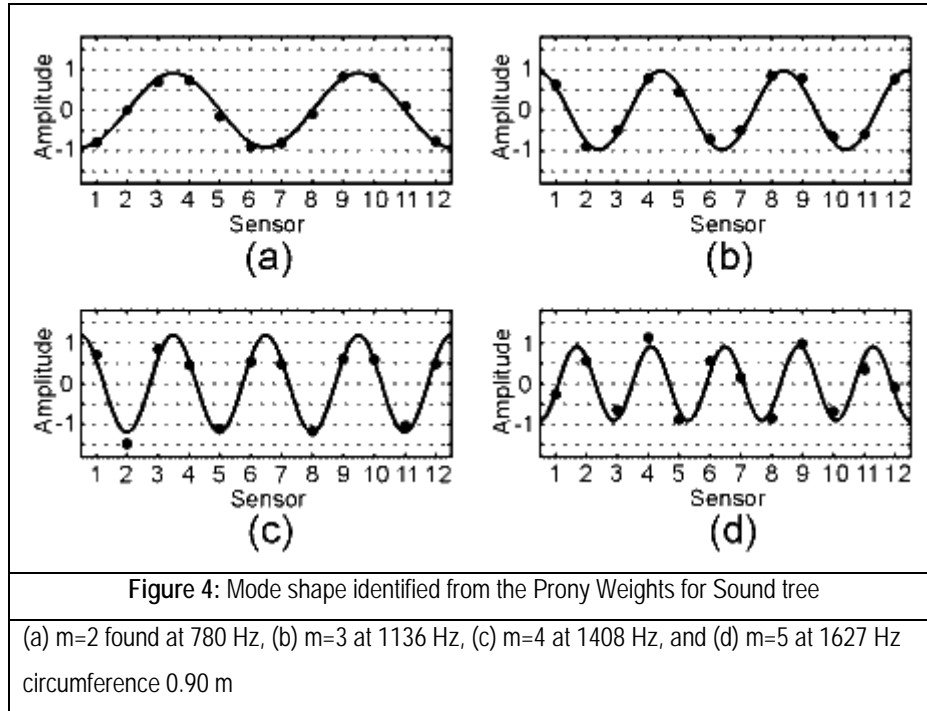 Amplitude
1
0
-1
1 2 3 4 5 6 7 8 9 10 11 12
Sensor
(a)
Amplitude
1
0
-1
1 2 3 4 5 6 7 8 9 10 11 12
Sensor
(b)
Amplitude
1
0
-1
1 2 3 4 5 6 7 8 9 10 11 12
Sensor
(c)
Amplitude
1
0
-1
1 2 3 4 5 6 7 8 9 10 11 12
Sensor
(d)
Figure 4: Mode shape identified from the Prony Weights for Sound tree
(a) m=2 found at 780 Hz, (b) m=3 at 1136 Hz, (c) m=4 at 1408 Hz, and (d) m=5 at 1627 Hz
circumference 0.90 m